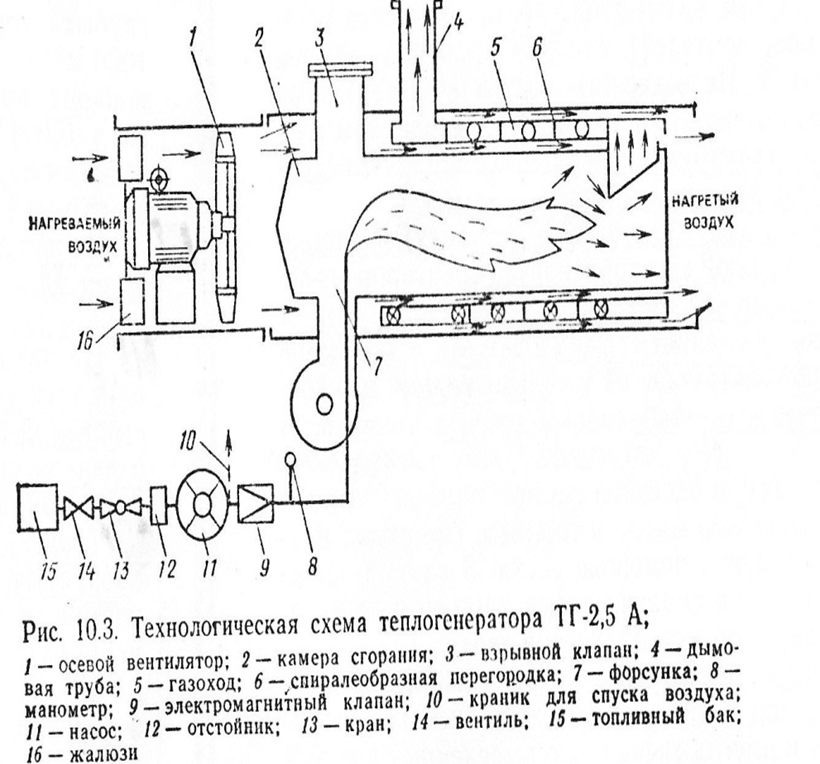 1
2
3
4
5
6
НАГРЕВАЕМЫЙ
ВОЗДУХ
НАГРЕТЫЙ
ВОЗДУХ
16
7
10
15
14
13
12
11
9
8
Рис. 10.3. Технологическая схема теплогенератора ТГ-2,5 А;
1 — осевой вентилятор; 2 — камера сгорания; 3 — взрывной клапан; 4 — дымо-
вая труба; 5 — газоход; 6 — спиралеобразная перегородка; 7 — форсунка; 8 —
манометр; 9 — электромагнитный клапан; 10 — краник для спуска воздуха;
11 — насос; 12 — отстойник; 13 — кран; 14 — вентиль; 15 — топливный бак;
16 — жалюзи